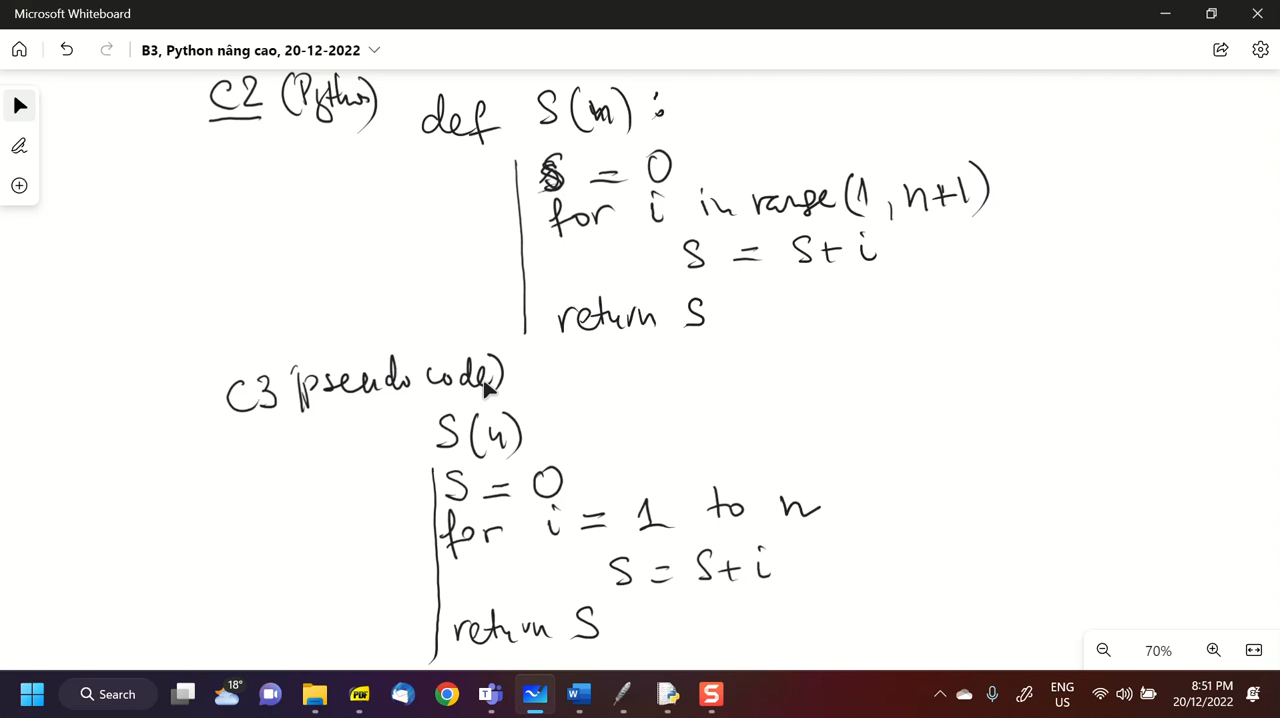 Microsoft Whiteboard
B3, Python nâng cao, 20-12-2022
C2 (Python) def S(n):
S = 0
for i in range(1, n+1)
S = S+i
return S
C3 (pseudo code)
S(n)
S = 0
for i = 1 to n
S = S+i
return S
70%
18°
Search
PDF
ENG
US
8:51 PM
20/12/2022